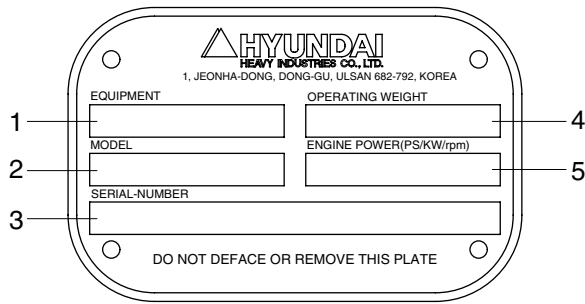 HYUNDAI
HEAVY INDUSTRIES CO., LTD.
1, JEONHA-DONG, DONG-GU, ULSAN 682-792, KOREA
EQUIPMENT OPERATING WEIGHT
1 4
MODEL ENGINE POWER(PS/KW/rpm)
2 5
SERIAL-NUMBER
3
DO NOT DEFACE OR REMOVE THIS PLATE